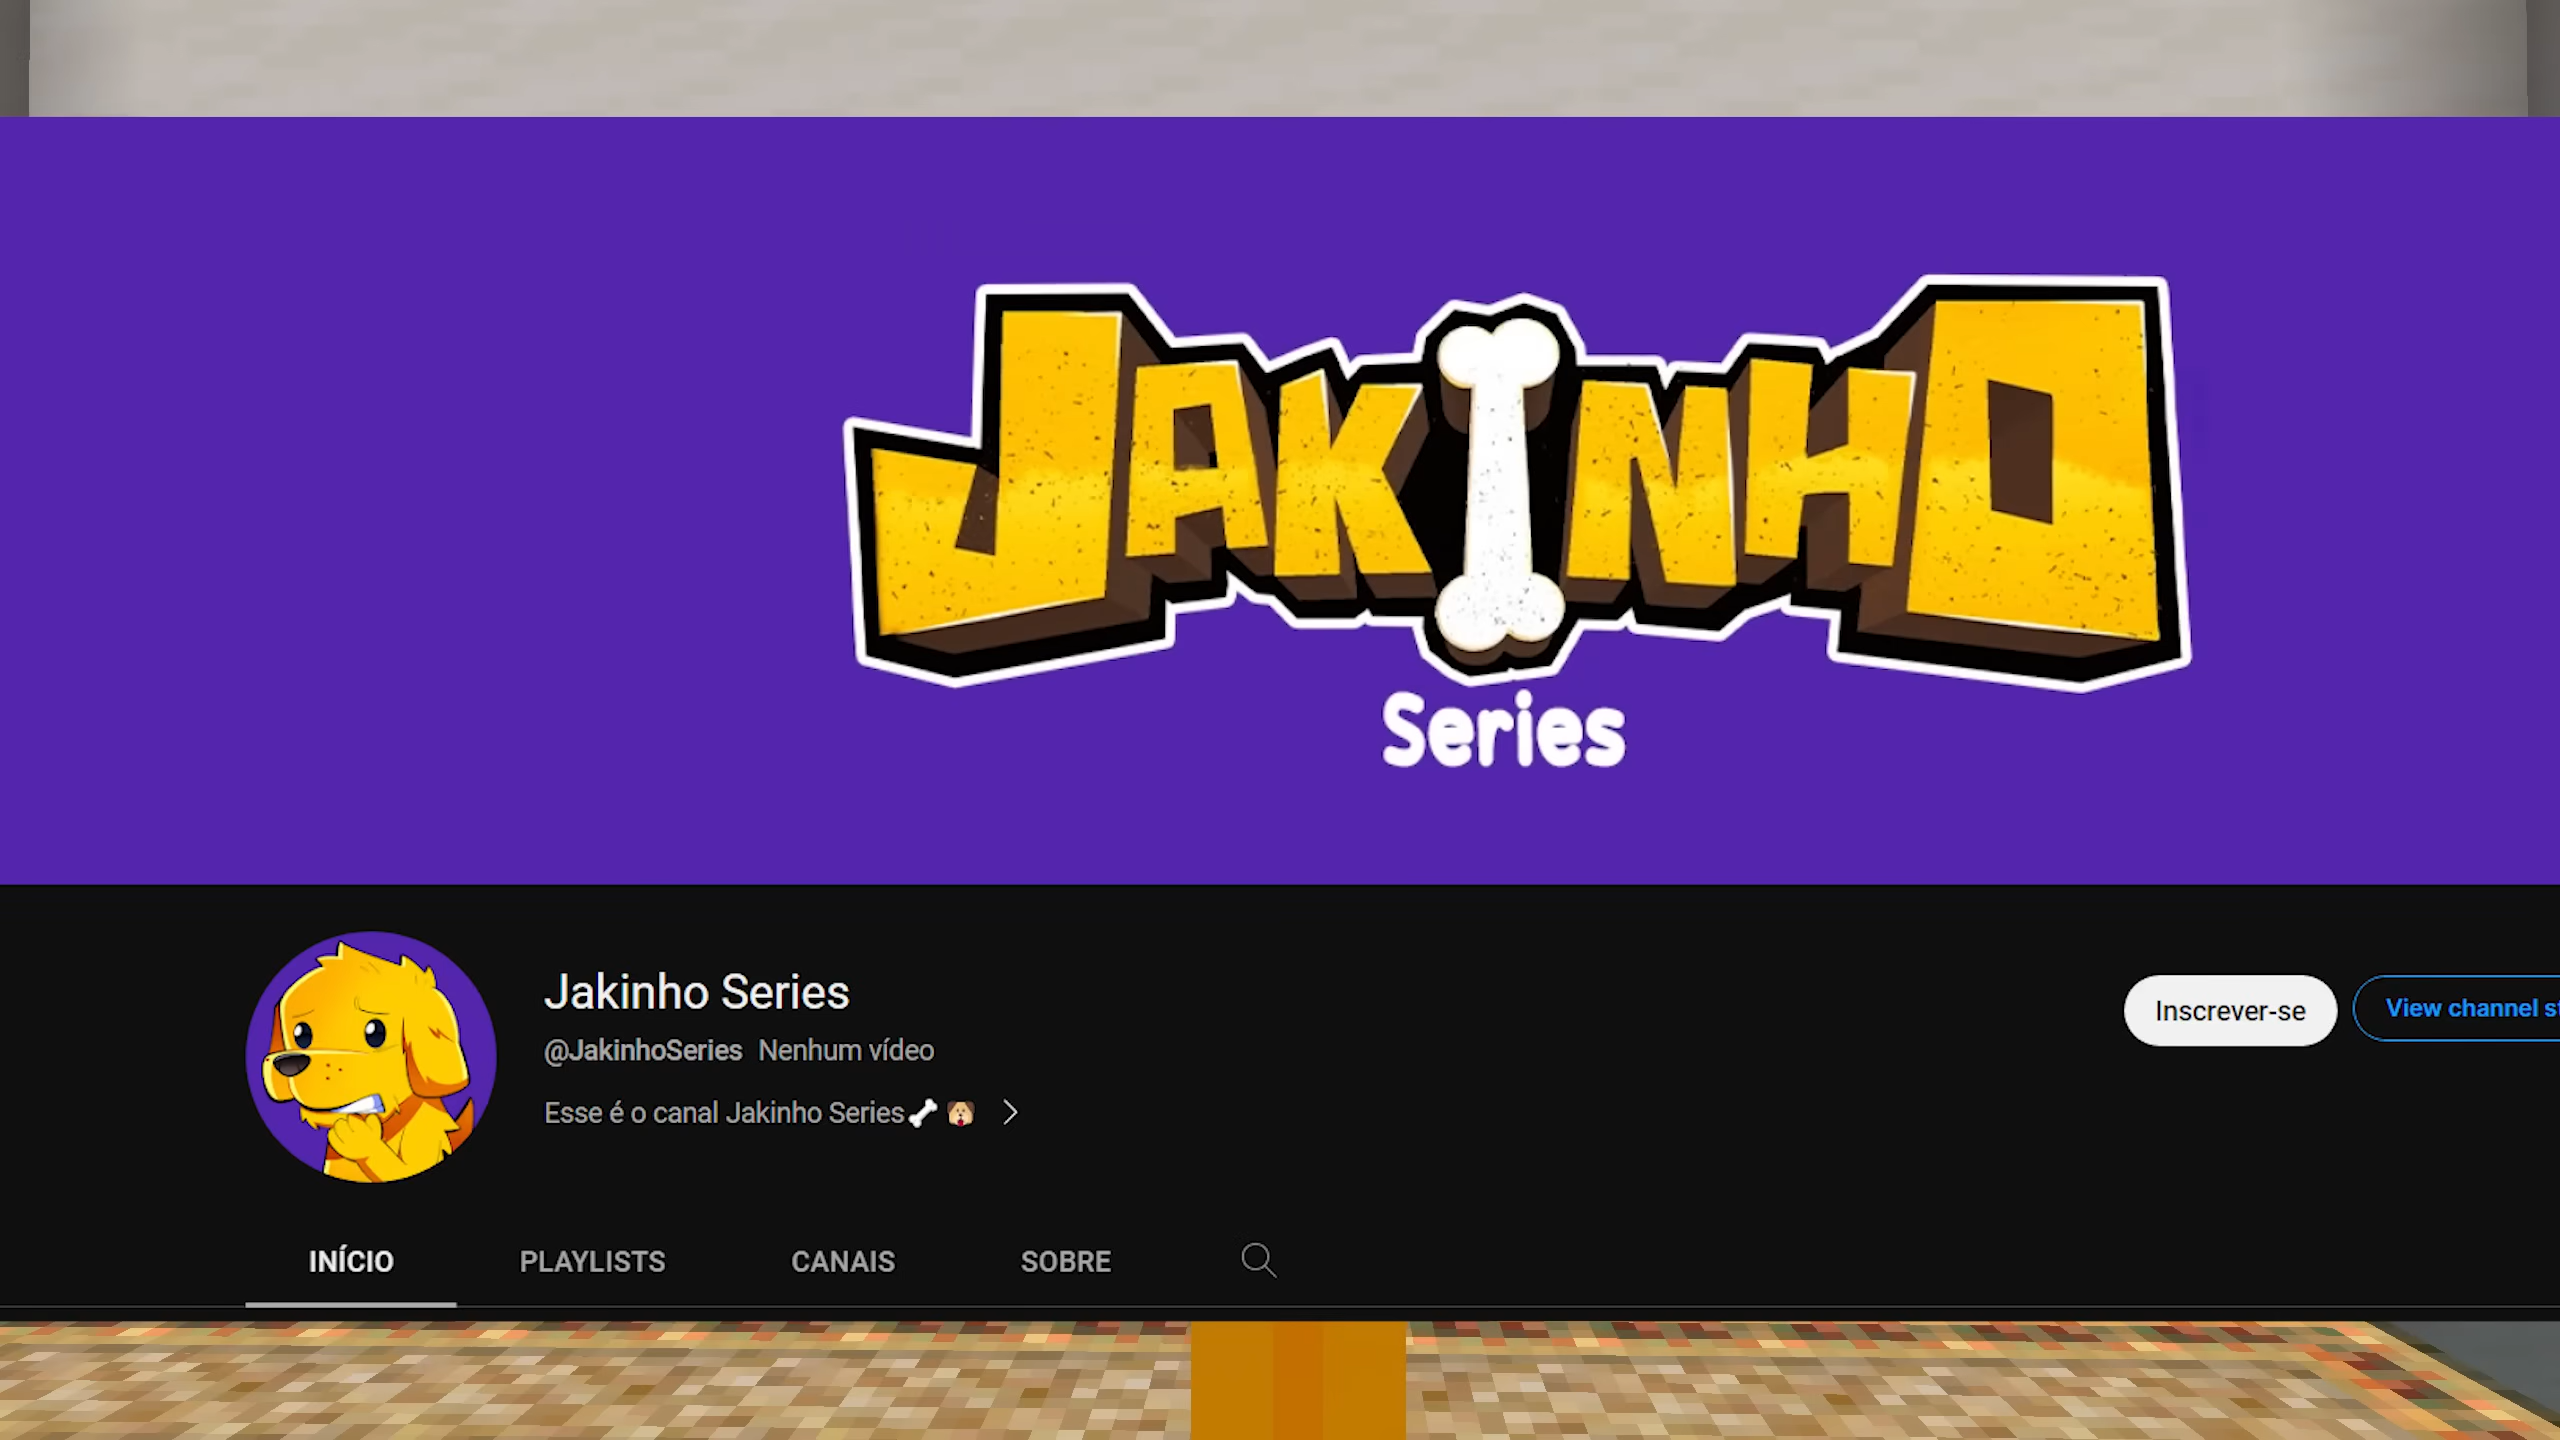 JAKINHO
Series
Jakinho Series
@JakinhoSeries Nenhum vídeo
Esse é o canal Jakinho Series🦴 🐶
Inscrever-se
View channel
INÍCIO PLAYLISTS CANAIS SOBRE